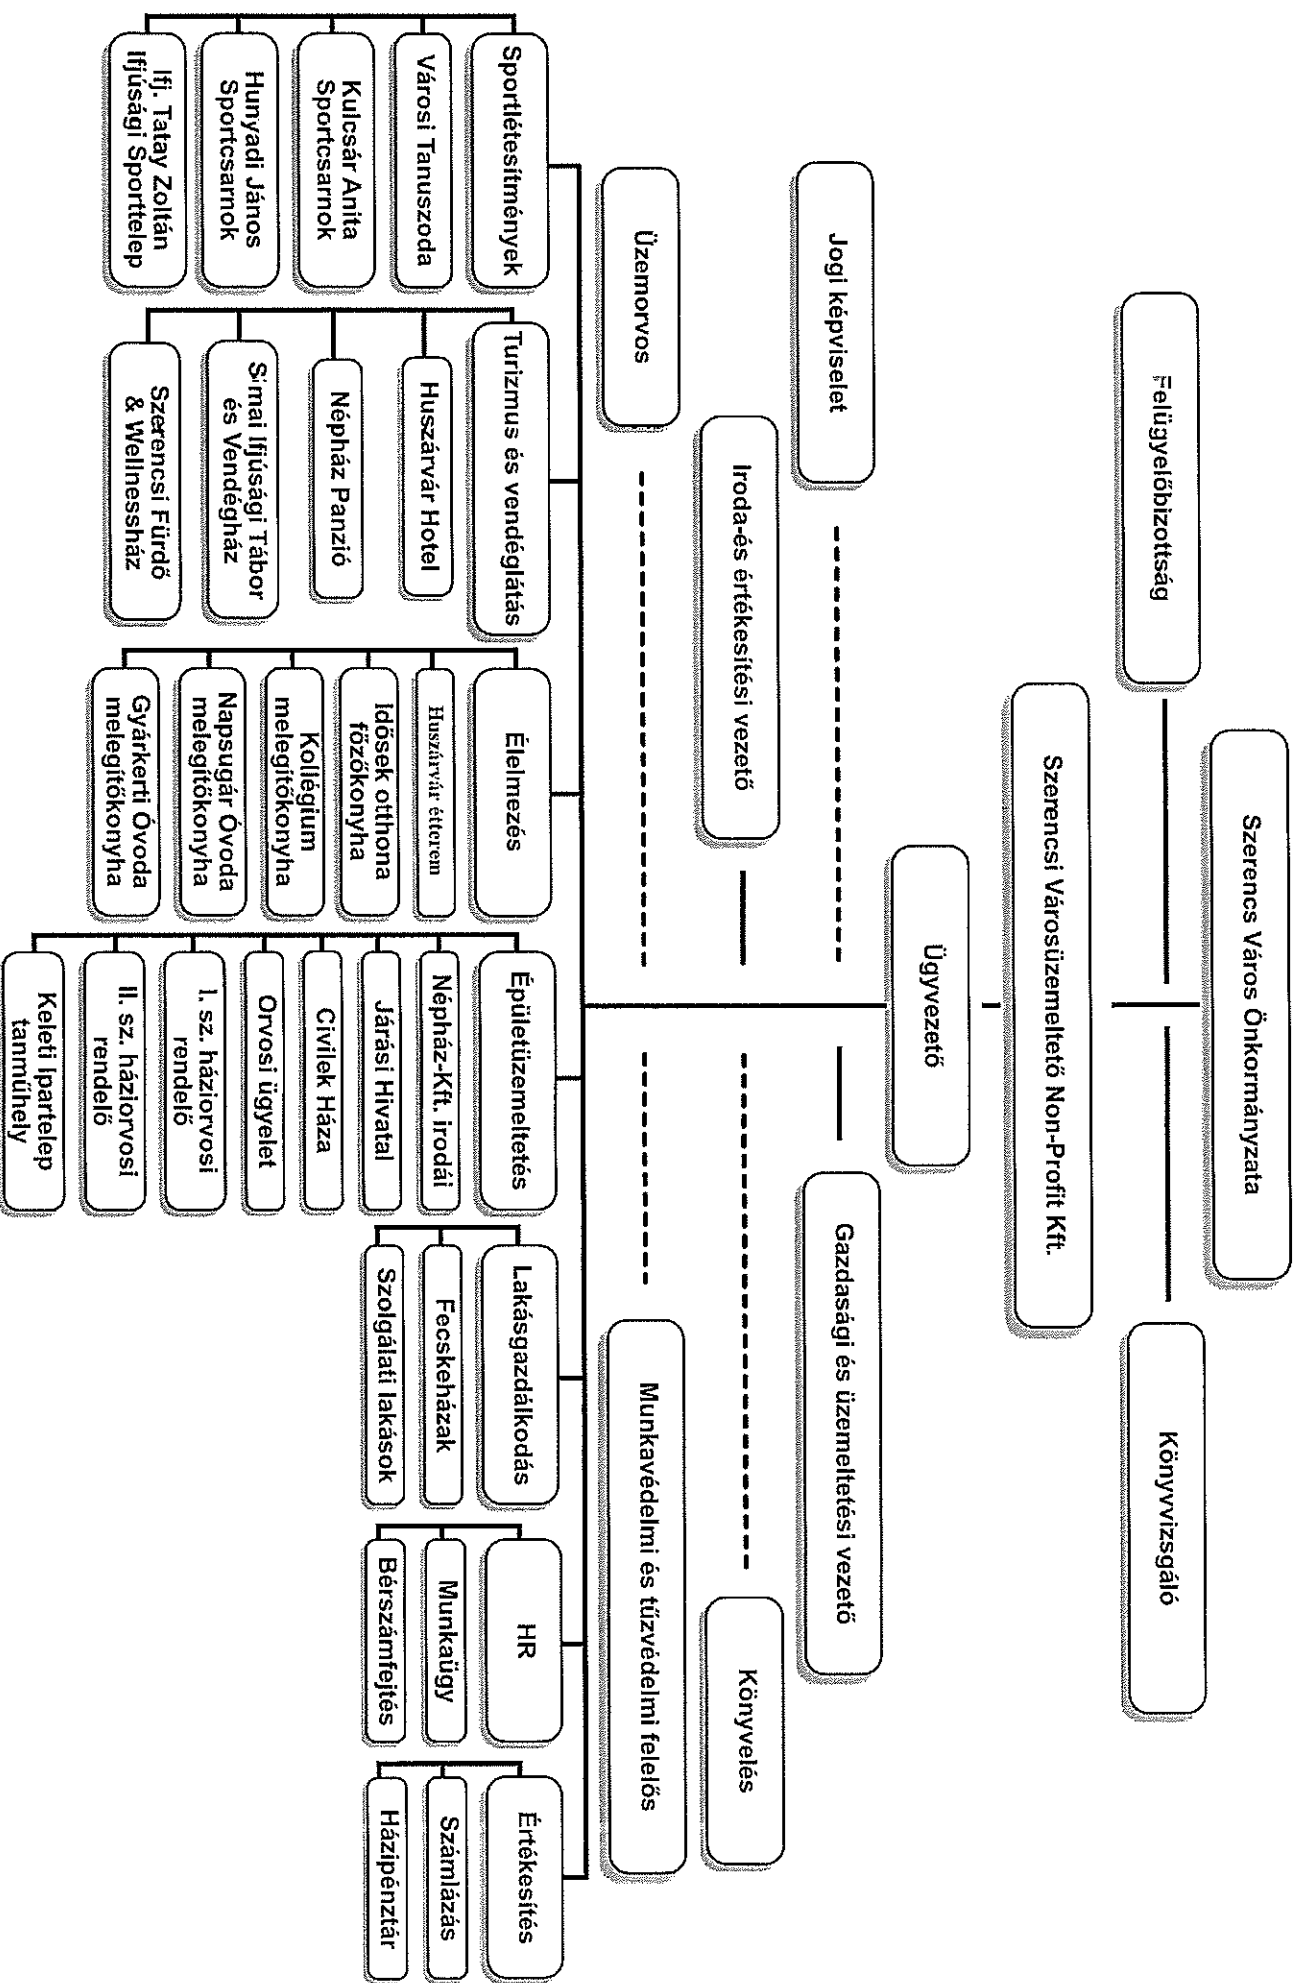 Szerencs Város Önkormányzata
Felügyelőbizottság
Könyvvizsgáló
Szerencsi Városüzemeltető Non-Profit Kft.
Ügyvezető
Jogi képviselet
Gazdasági és üzemeltetési vezető
Iroda-és értékesítési vezető
Könyvelés
Üzemorvos
Munkavédelmi és tűzvédelmi felelős
Sportlétesítmények
Városi Tanuszoda
Kulcsár Anita
Sportcsarnok
Hunyadi János
Sportcsarnok
Ifj. Tatay Zoltán
Ifjúsági Sporttelep
Turizmus és vendéglátás
Huszárvár Hotel
Népház Panzió
Simai Ifjúsági Tábor
és Vendégház
Szerencsi Fürdő
& Wellnessház
Élelmezés
Huszárvár étterem
Idősek otthona
főzőkonyha
Kollégium
melegítőkonyha
Napsugár Óvoda
melegítőkonyha
Gyárkerti Óvoda
melegítőkonyha
Épületüzemeltetés
Népház-Kft. irodái
Járási Hivatal
Civilek Háza
Orvosi ügyelet
I. sz. háziorvosi
rendelő
II. sz. háziorvosi
rendelő
Keleti Ipartelep
tanműhely
Lakásgazdálkodás
Fecskeházak
Szolgálati lakások
HR
Munkaügy
Bérszámfejtés
Értékesítés
Számlázás
Házipénztár